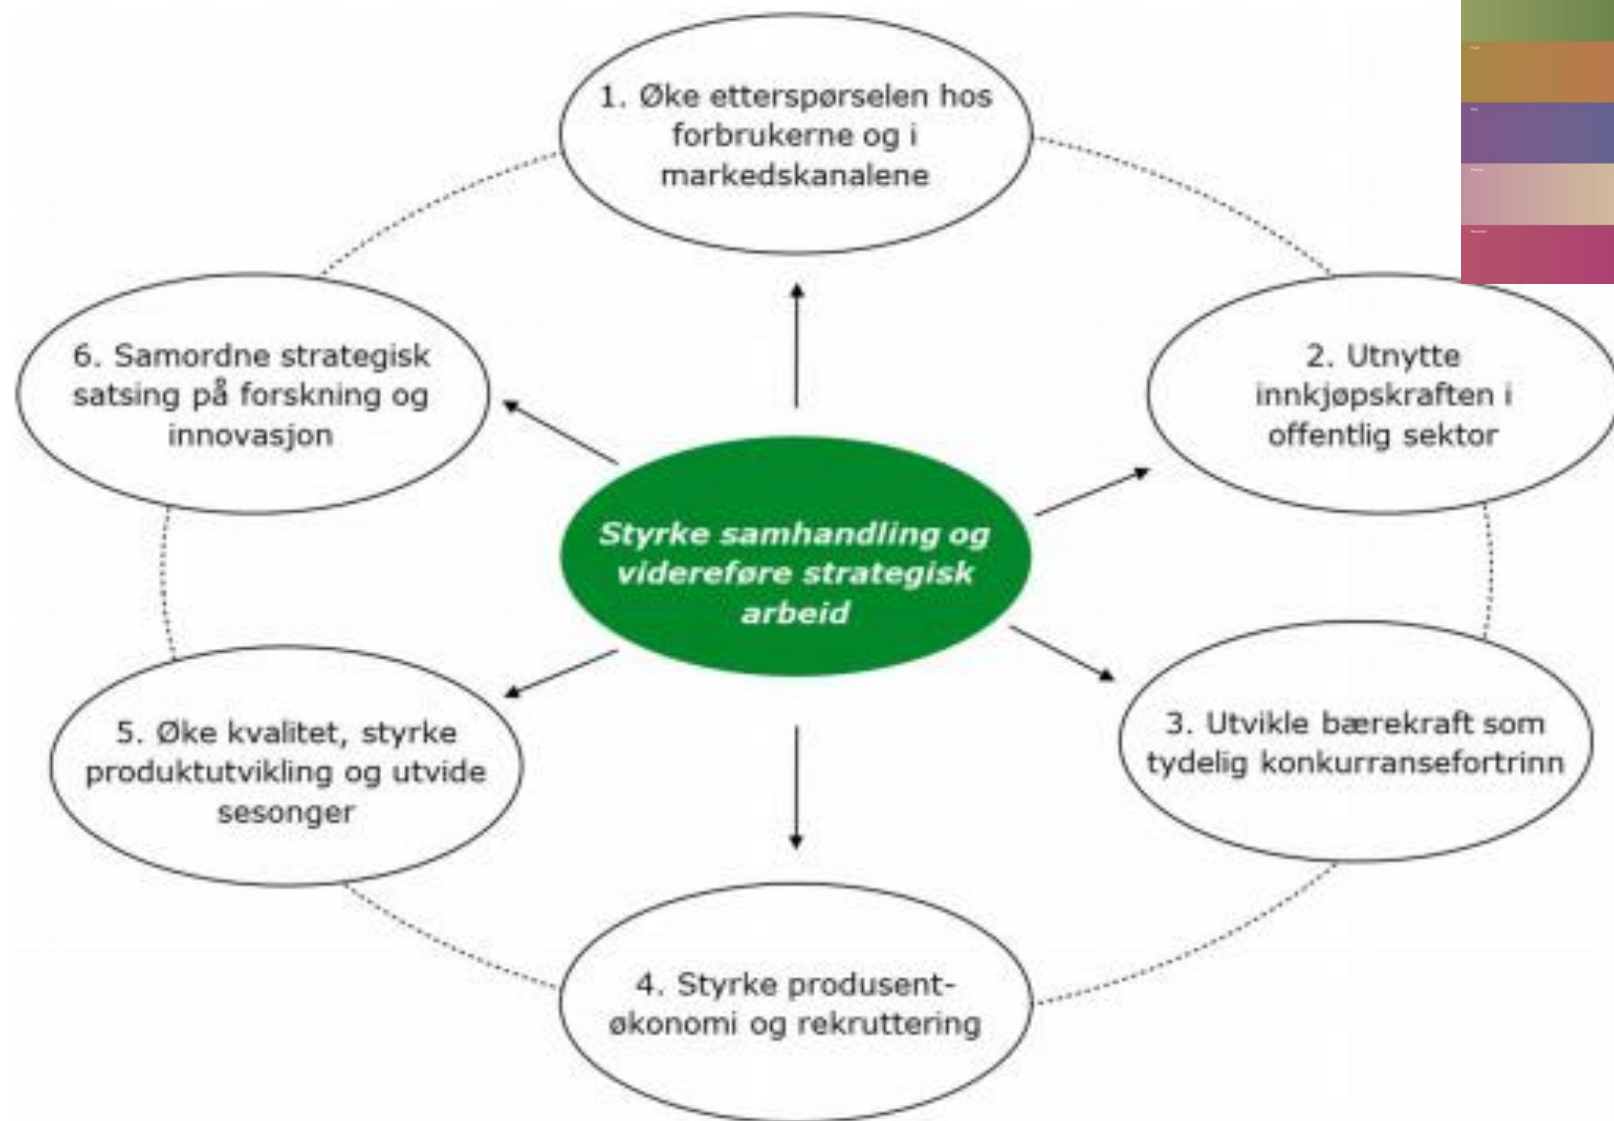 1. Øke etterspørselen hos
forbrukerne og i
markedskanalene
2. Utnytte
innkjøpskraften i
offentlig sektor
3. Utvikle bærekraft som
tydelig konkurransefortrinn
4. Styrke produsent-
økonomi og rekruttering
5. Øke kvalitet, styrke
produktutvikling og utvide
sesonger
6. Samordne strategisk
satsing på forskning og
innovasjon
Styrke samhandling og
videreføre strategisk
arbeid